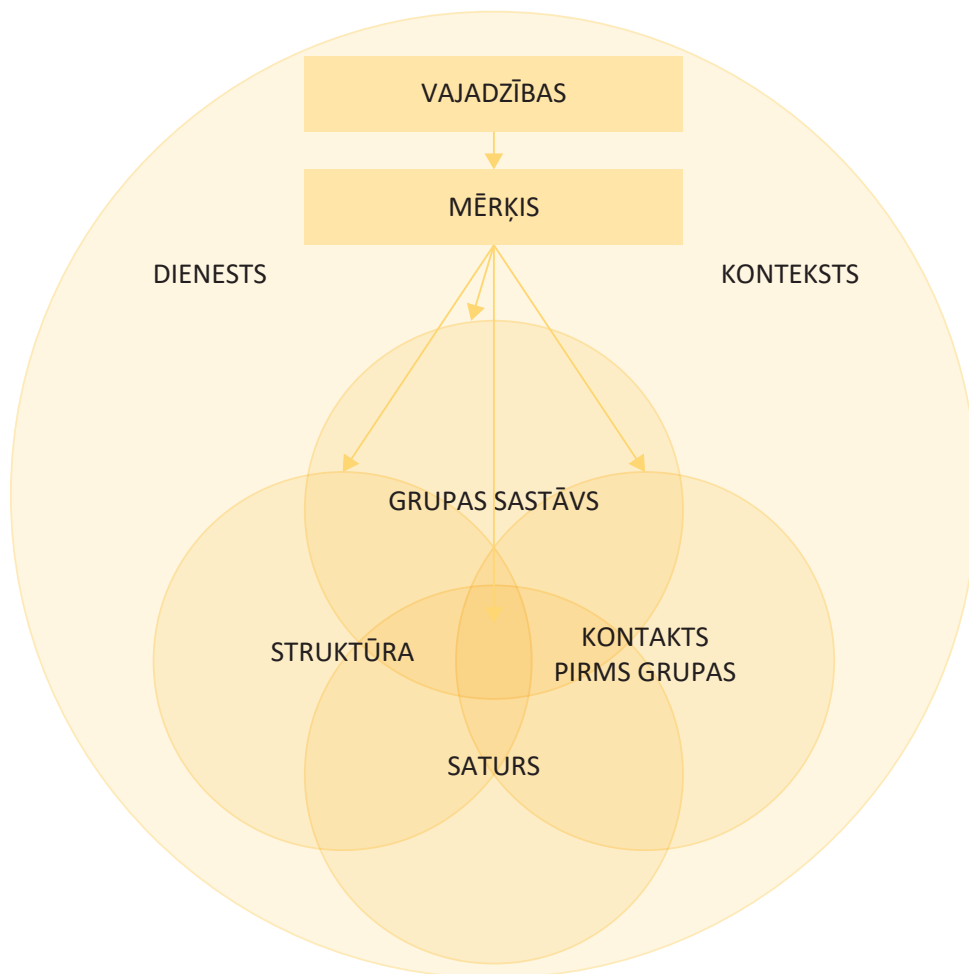 VAJADZĪBAS
MĒRĶIS
DIENESTS
KONTEKSTS
GRUPAS SASTĀVS
STRUKTŪRA
KONTAKTS
PIRMS GRUPAS
SATURS